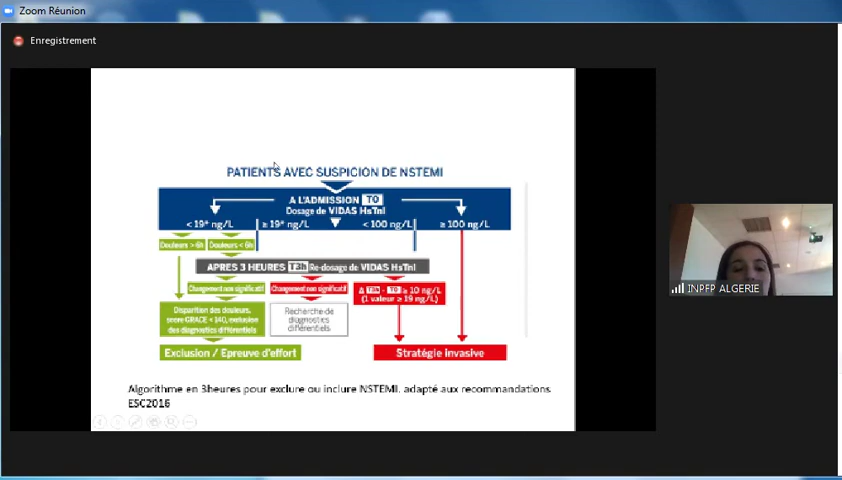 Zoom Réunion
Enregistrement
PATIENTS AVEC SUSPICION DE NSTEMI
A L'ADMISSION T0
Dosage de VIDAS HsTnI
< 19* ng/L
≥ 19* ng/L
< 100 ng/L
≥ 100 ng/L
Douleurs > 6h
Douleurs < 6h
APRES 3 HEURES T3h Re-dosage de VIDAS HsTnI
Changement non significatif
Changement non significatif
Δ T3h - T0 ≥ 10 ng/L
(1 valeur ≥ 19 ng/L)
Disparition des douleurs,
score GRACE < 140, exclusion
des diagnostics différentiels
Recherche de
diagnostics
différentiels
Exclusion / Epreuve d'effort
Stratégie invasive
Algorithme en 3heures pour exclure ou inclure NSTEMI. adapté aux recommandations
ESC2016
INPFP ALGERIE